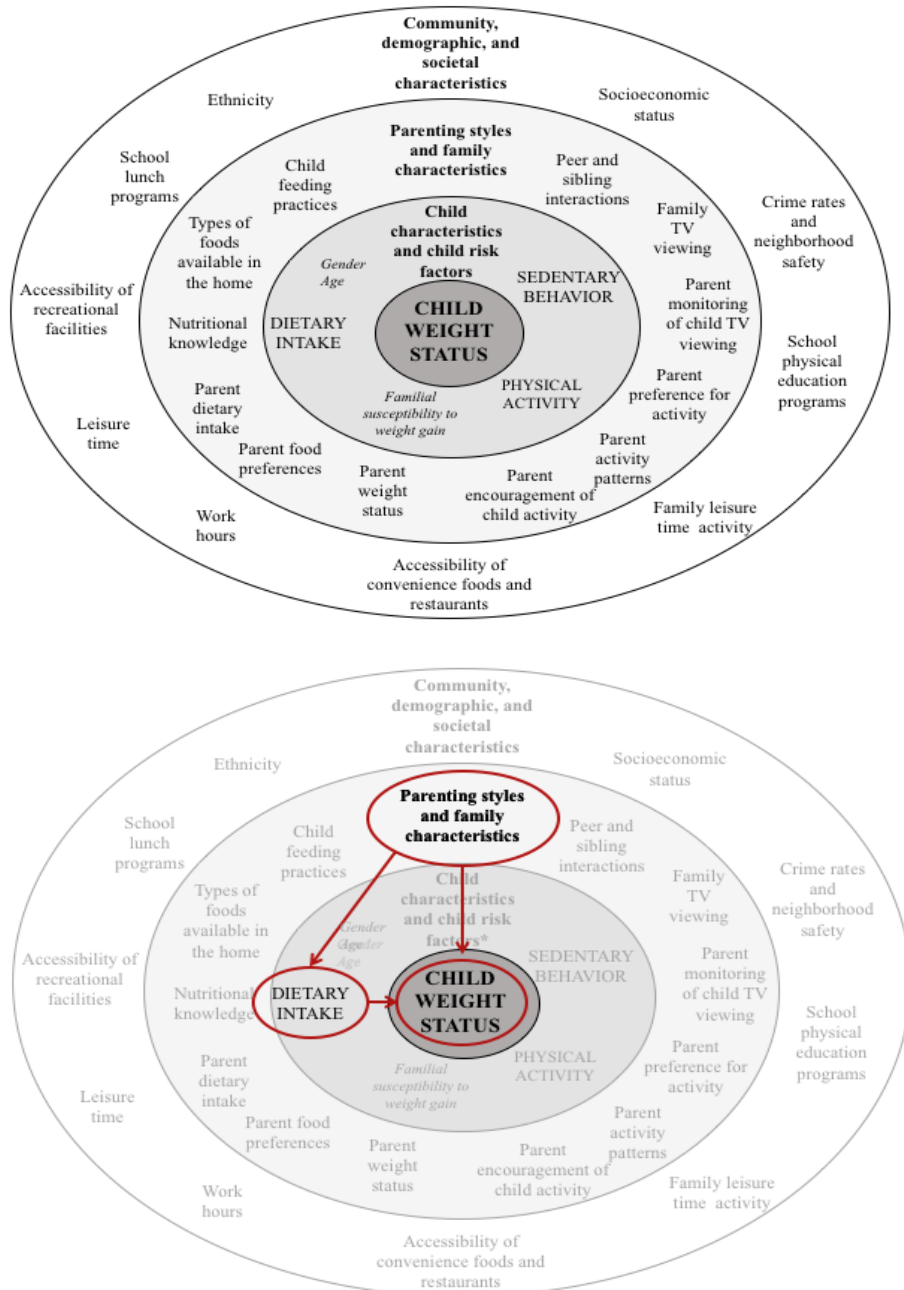 Community,
demographic, and
societal
characteristics
Ethnicity
Socioeconomic
status
Parenting styles
and family
characteristics
School
lunch
programs
Child
feeding
practices
Peer and
sibling
interactions
Crime rates
and
neighborhood
safety
Types of
foods
available in
the home
Child
characteristics
and child risk
factors
Family
TV
viewing
Gender
Age
SEDENTARY
BEHAVIOR
Accessibility of
recreational
facilities
Nutritional
knowledge
DIETARY
INTAKE
CHILD
WEIGHT
STATUS
Parent
monitoring
of child TV
viewing
School
physical
education
programs
Parent
dietary
intake
Familial
susceptibility to
weight gain
PHYSICAL
ACTIVITY
Parent
preference for
activity
Leisure
time
Parent food
preferences
Parent
weight
status
Parent
encouragement of
child activity
Parent
activity
patterns
Work
hours
Family leisure
time activity
Accessibility of
convenience foods and
restaurants
Community,
demographic, and
societal
characteristics
Ethnicity
Socioeconomic
status
Parenting styles
and family
characteristics
School
lunch
programs
Child
feeding
practices
Peer and
sibling
interactions
Crime rates
and
neighborhood
safety
Types of
foods
available in
the home
Child
characteristics
and child risk
factors*
Family
TV
viewing
Gender
Age
Gender
Age
SEDENTARY
BEHAVIOR
Accessibility of
recreational
facilities
Nutritional
knowledge
DIETARY
INTAKE
CHILD
WEIGHT
STATUS
Parent
monitoring
of child TV
viewing
School
physical
education
programs
Parent
dietary
intake
Familial
susceptibility to
weight gain
PHYSICAL
ACTIVITY
Parent
preference for
activity
Leisure
time
Parent food
preferences
Parent
weight
status
Parent
encouragement of
child activity
Parent
activity
patterns
Work
hours
Family leisure
time activity
Accessibility of
convenience foods and
restaurants